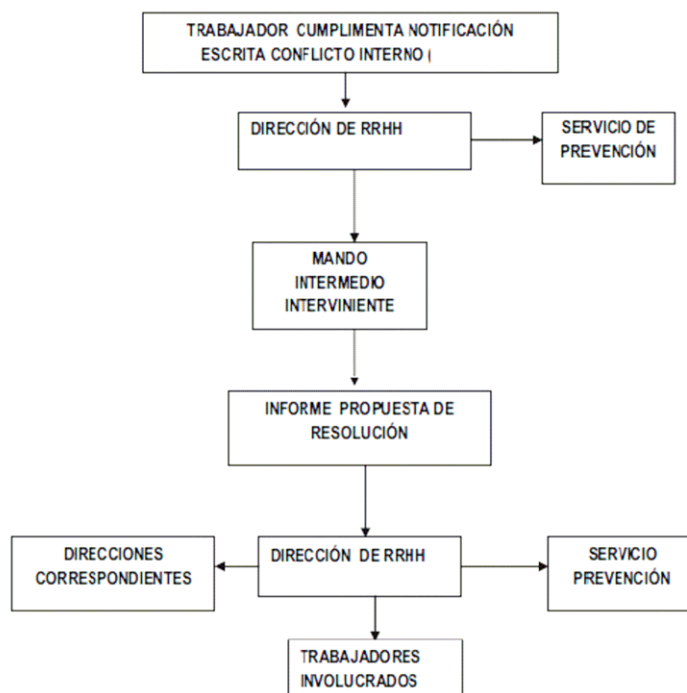 TRABAJADOR CUMPLIMENTA NOTIFICACIÓN
ESCRITA CONFLICTO INTERNO (
DIRECCIÓN DE RRHH
SERVICIO DE
PREVENCIÓN
MANDO
INTERMEDIO
INTERVINIENTE
INFORME PROPUESTA DE
RESOLUCIÓN
DIRECCIONES
CORRESPONDIENTES
DIRECCIÓN DE RRHH
SERVICIO
PREVENCIÓN
TRABAJADORES
INVOLUCRADOS